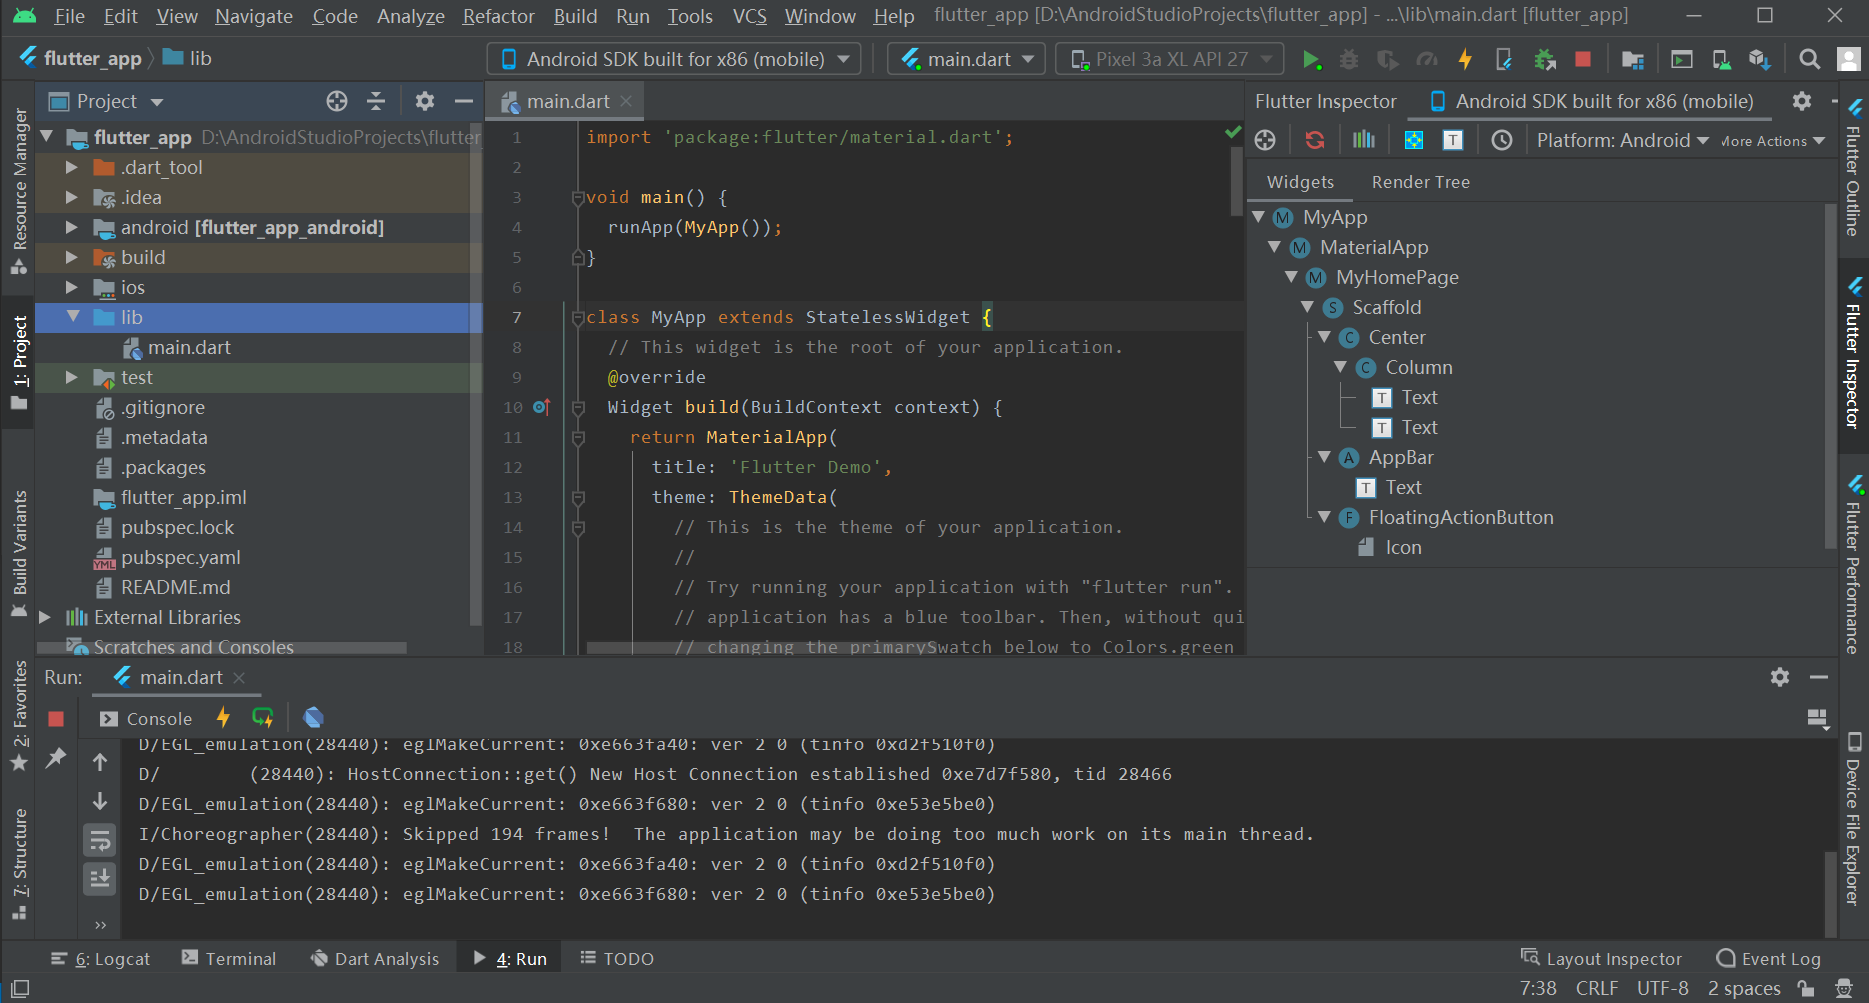 File Edit View Navigate Code Analyze Refactor Build Run Tools VCS Window Help flutter_app [D:\AndroidStudioProjects\flutter_app] - ...\lib\main.dart [flutter_app]
flutter_app lib Android SDK built for x86 (mobile) main.dart Pixel 3a XL API 27
Project
main.dart
Flutter Inspector Android SDK built for x86 (mobile)
Resource Manager
1: Project
Build Variants
2: Favorites
7: Structure
flutter_app D:\AndroidStudioProjects\flutter_
.dart_tool
.idea
android [flutter_app_android]
build
ios
lib
main.dart
test
.gitignore
.metadata
.packages
flutter_app.iml
pubspec.lock
pubspec.yaml
README.md
External Libraries
Scratches and Consoles
1 import 'package:flutter/material.dart';
2
3 void main() {
4 runApp(MyApp());
5 }
6
7 class MyApp extends StatelessWidget {
8 // This widget is the root of your application.
9 @override
10 Widget build(BuildContext context) {
11 return MaterialApp(
12 title: 'Flutter Demo',
13 theme: ThemeData(
14 // This is the theme of your application.
15 //
16 // Try running your application with "flutter run".
17 // application has a blue toolbar. Then, without qui
18 // changing the primarySwatch below to Colors.green
Platform: Android More Actions
Widgets Render Tree
MyApp
MaterialApp
MyHomePage
Scaffold
Center
Column
Text
Text
AppBar
Text
FloatingActionButton
Icon
Flutter Outline
Flutter Inspector
Flutter Performance
Device File Explorer
Run: main.dart
Console
D/EGL_emulation(28440): eglMakeCurrent: 0xe663fa40: ver 2 0 (tinfo 0xd2f510f0)
D/ (28440): HostConnection::get() New Host Connection established 0xe7d7f580, tid 28466
D/EGL_emulation(28440): eglMakeCurrent: 0xe663f680: ver 2 0 (tinfo 0xe53e5be0)
I/Choreographer(28440): Skipped 194 frames! The application may be doing too much work on its main thread.
D/EGL_emulation(28440): eglMakeCurrent: 0xe663fa40: ver 2 0 (tinfo 0xd2f510f0)
D/EGL_emulation(28440): eglMakeCurrent: 0xe663f680: ver 2 0 (tinfo 0xe53e5be0)
6: Logcat Terminal Dart Analysis 4: Run TODO Layout Inspector Event Log
7:38 CRLF UTF-8 2 spaces